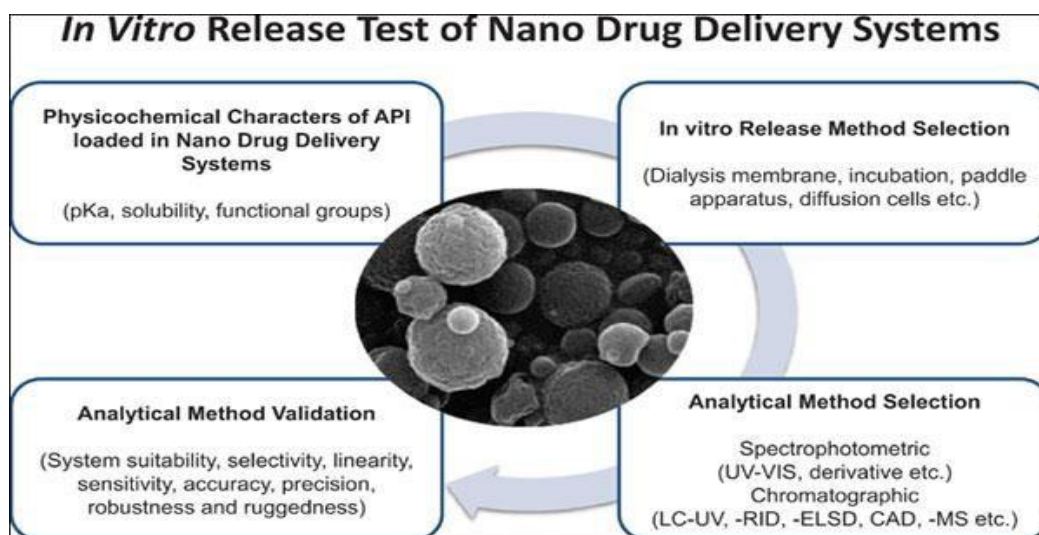 In Vitro Release Test of Nano Drug Delivery Systems
Physicochemical Characters of API
loaded in Nano Drug Delivery
Systems
(pKa, solubility, functional groups)
In vitro Release Method Selection
(Dialysis membrane, incubation, paddle
apparatus, diffusion cells etc.)
Analytical Method Validation
(System suitability, selectivity, linearity,
sensitivity, accuracy, precision,
robustness and ruggedness)
Analytical Method Selection
Spectrophotometric
(UV-VIS, derivative etc.)
Chromatographic
(LC-UV, -RID, -ELSD, CAD, -MS etc.)